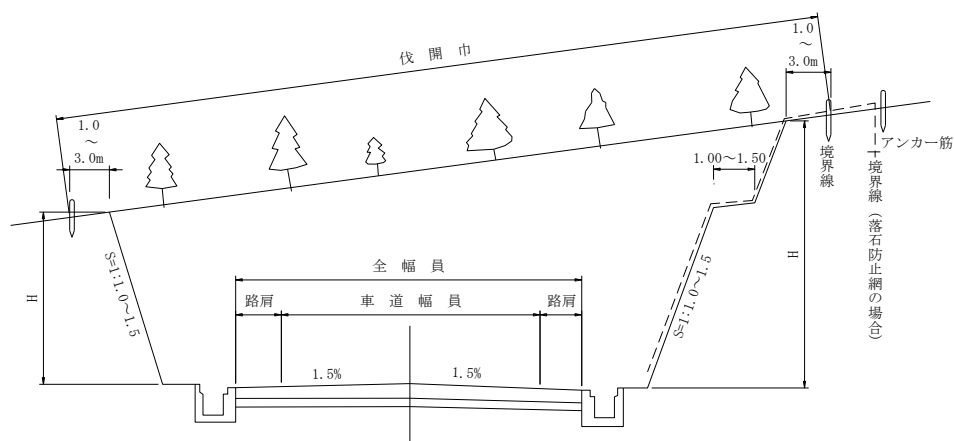 1.0
～
3.0m
伐開巾
1.0
～
3.0m
アンカー筋
境界線
境界線（落石防止網の場合）
1.00～1.50
H
S=1:1.0～1.5
全幅員
路肩
車道幅員
路肩
1.5%
1.5%
S=1:1.0～1.5
H